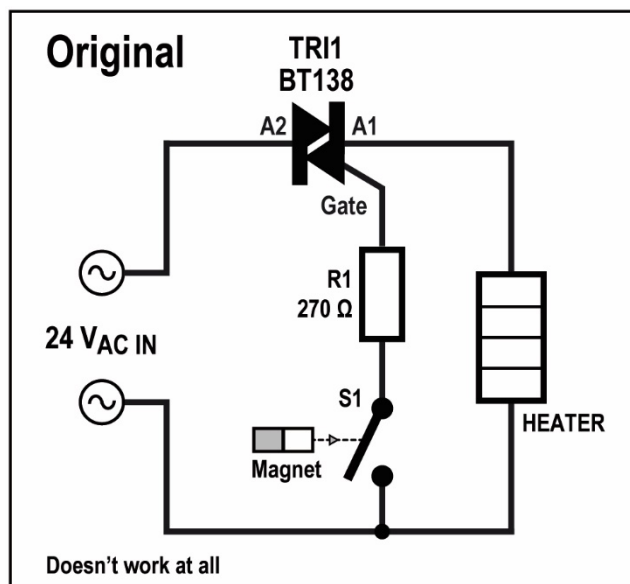 Original
TRI1
BT138
A2
A1
Gate
R1
270 Ω
24 VAC IN
S1
Magnet
HEATER
Doesn't work at all